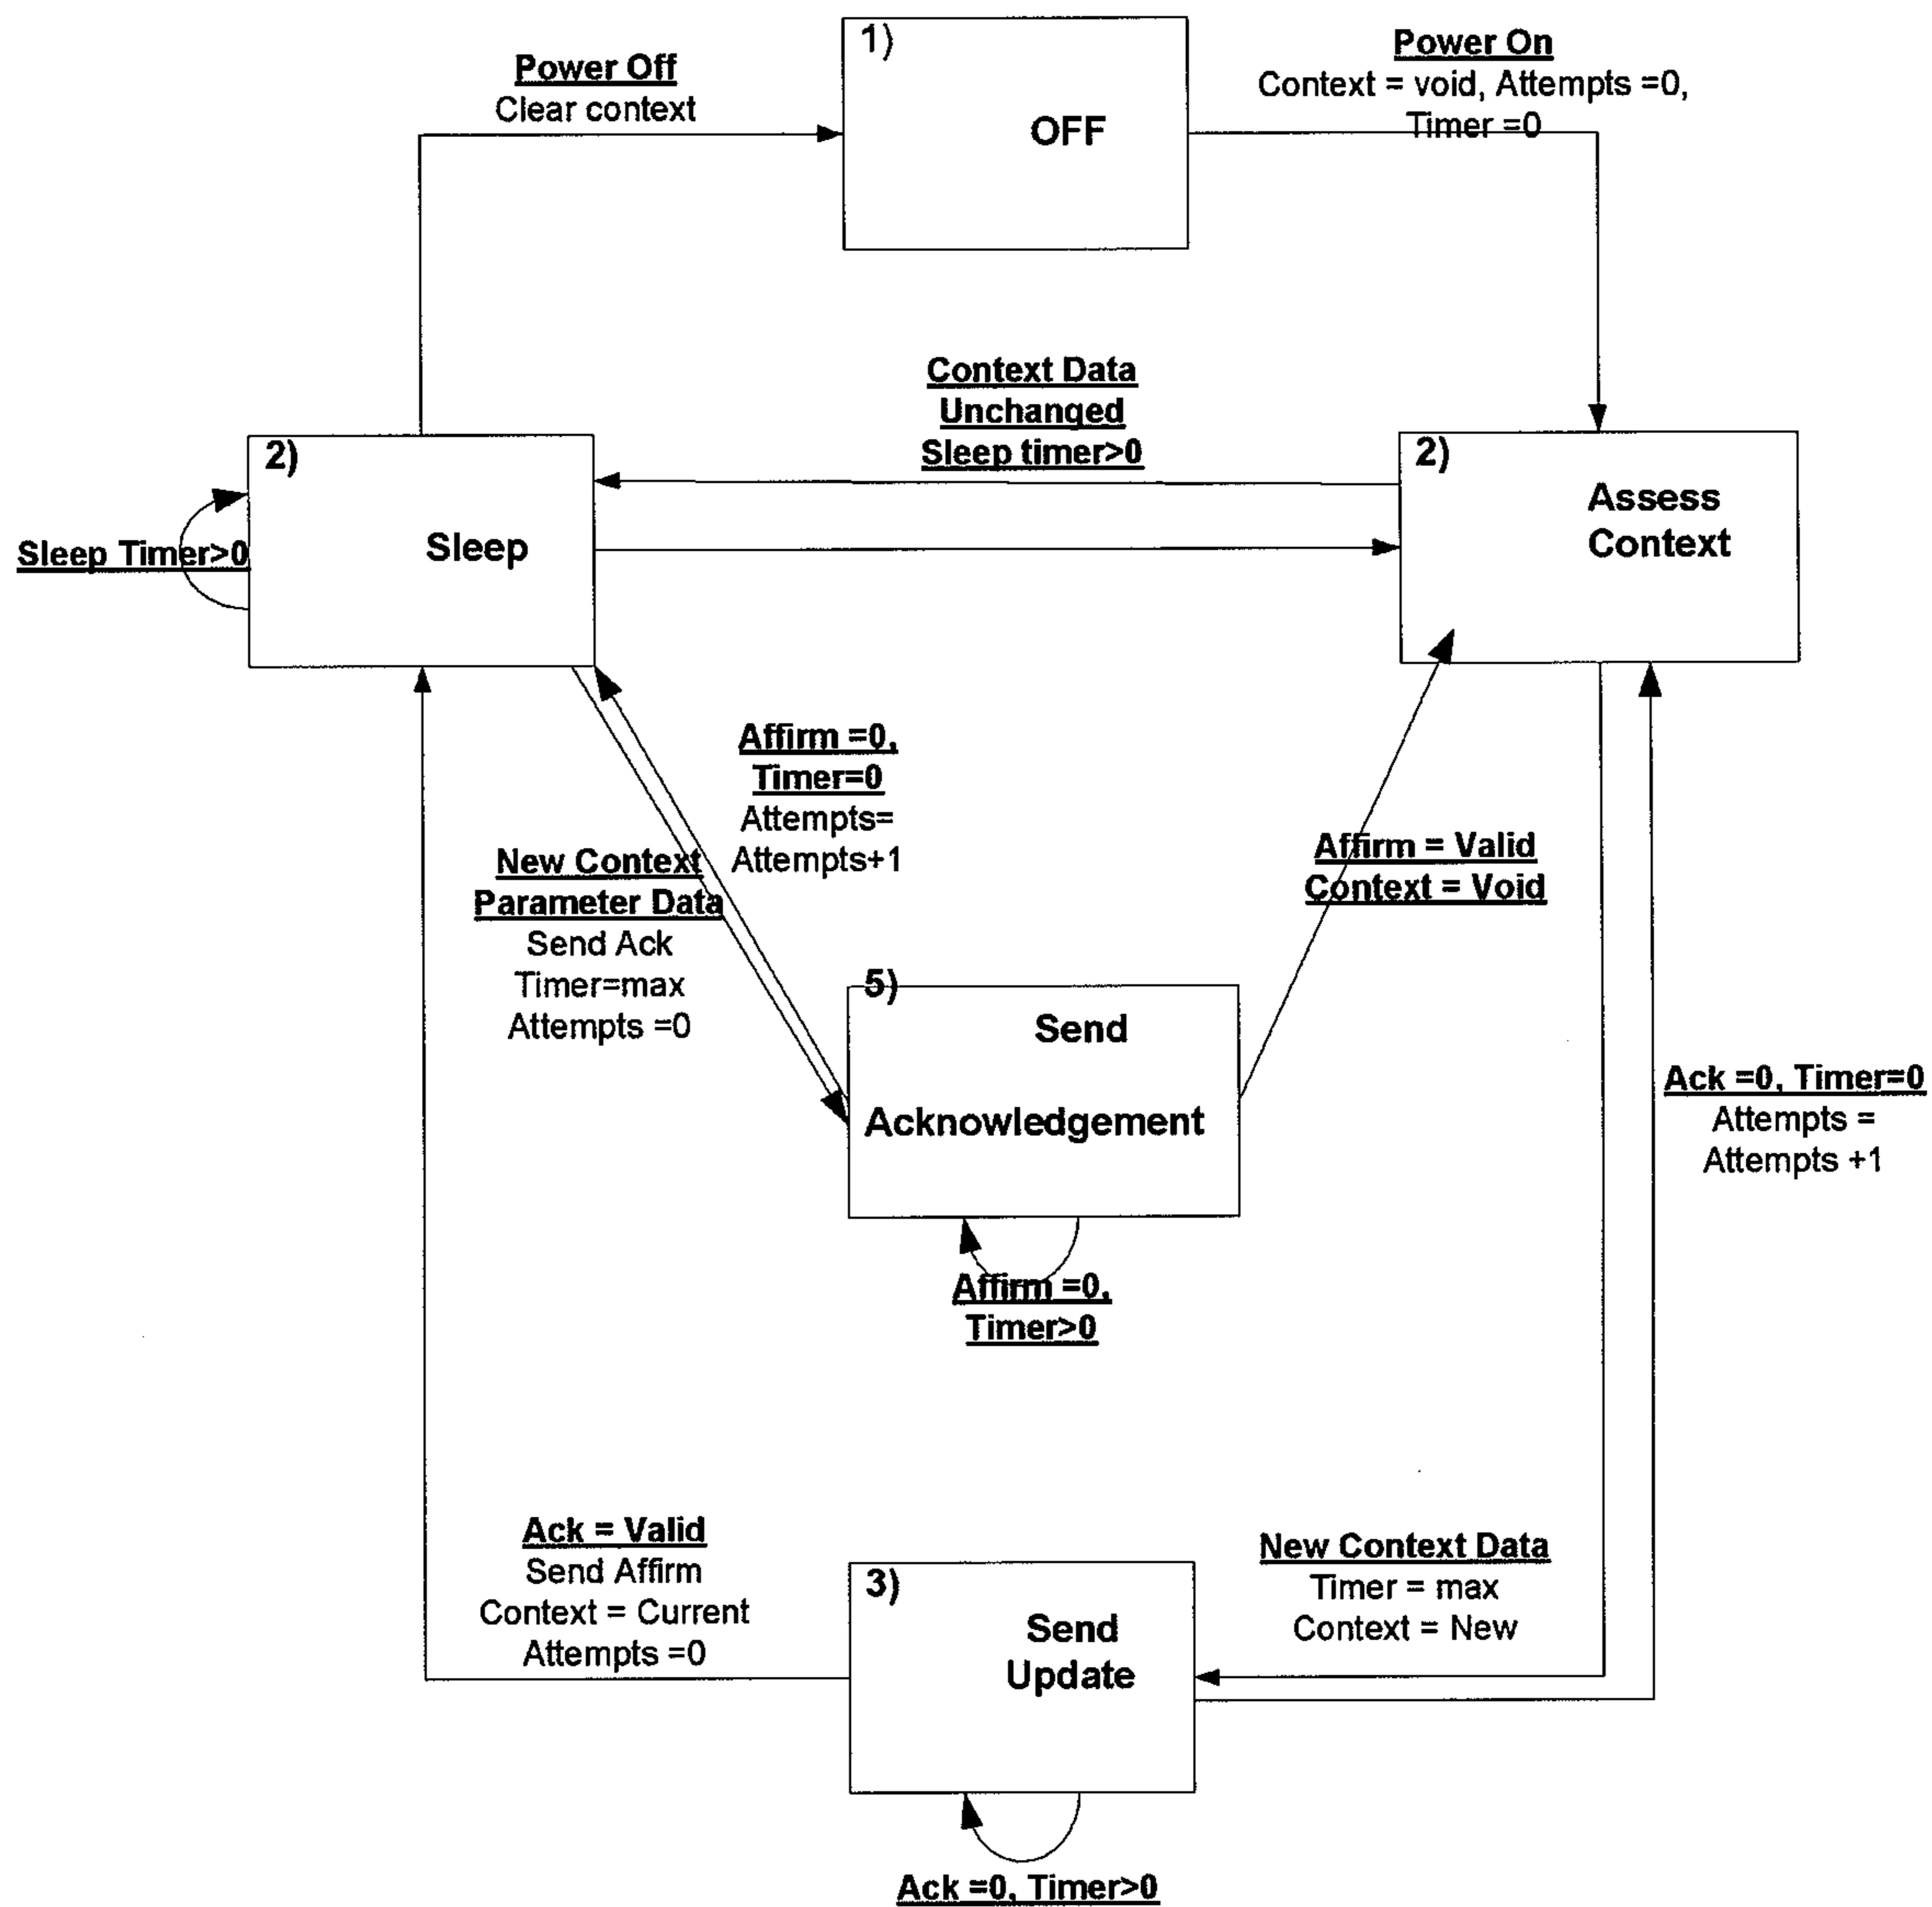 1)
OFF
Power Off
Clear context
Power On
Context = void, Attempts =0,
Timer =0
Context Data
Unchanged
Sleep timer>0
2)
Sleep
Sleep Timer>0
2)
Assess
Context
Affirm =0,
Timer=0
Attempts=
Attempts+1
New Context
Parameter Data
Send Ack
Timer=max
Attempts =0
Affirm = Valid
Context = Void
5)
Send
Acknowledgement
Affirm =0,
Timer>0
Ack =0, Timer=0
Attempts =
Attempts +1
Ack = Valid
Send Affirm
Context = Current
Attempts =0
3)
Send
Update
New Context Data
Timer = max
Context = New
Ack =0, Timer>0